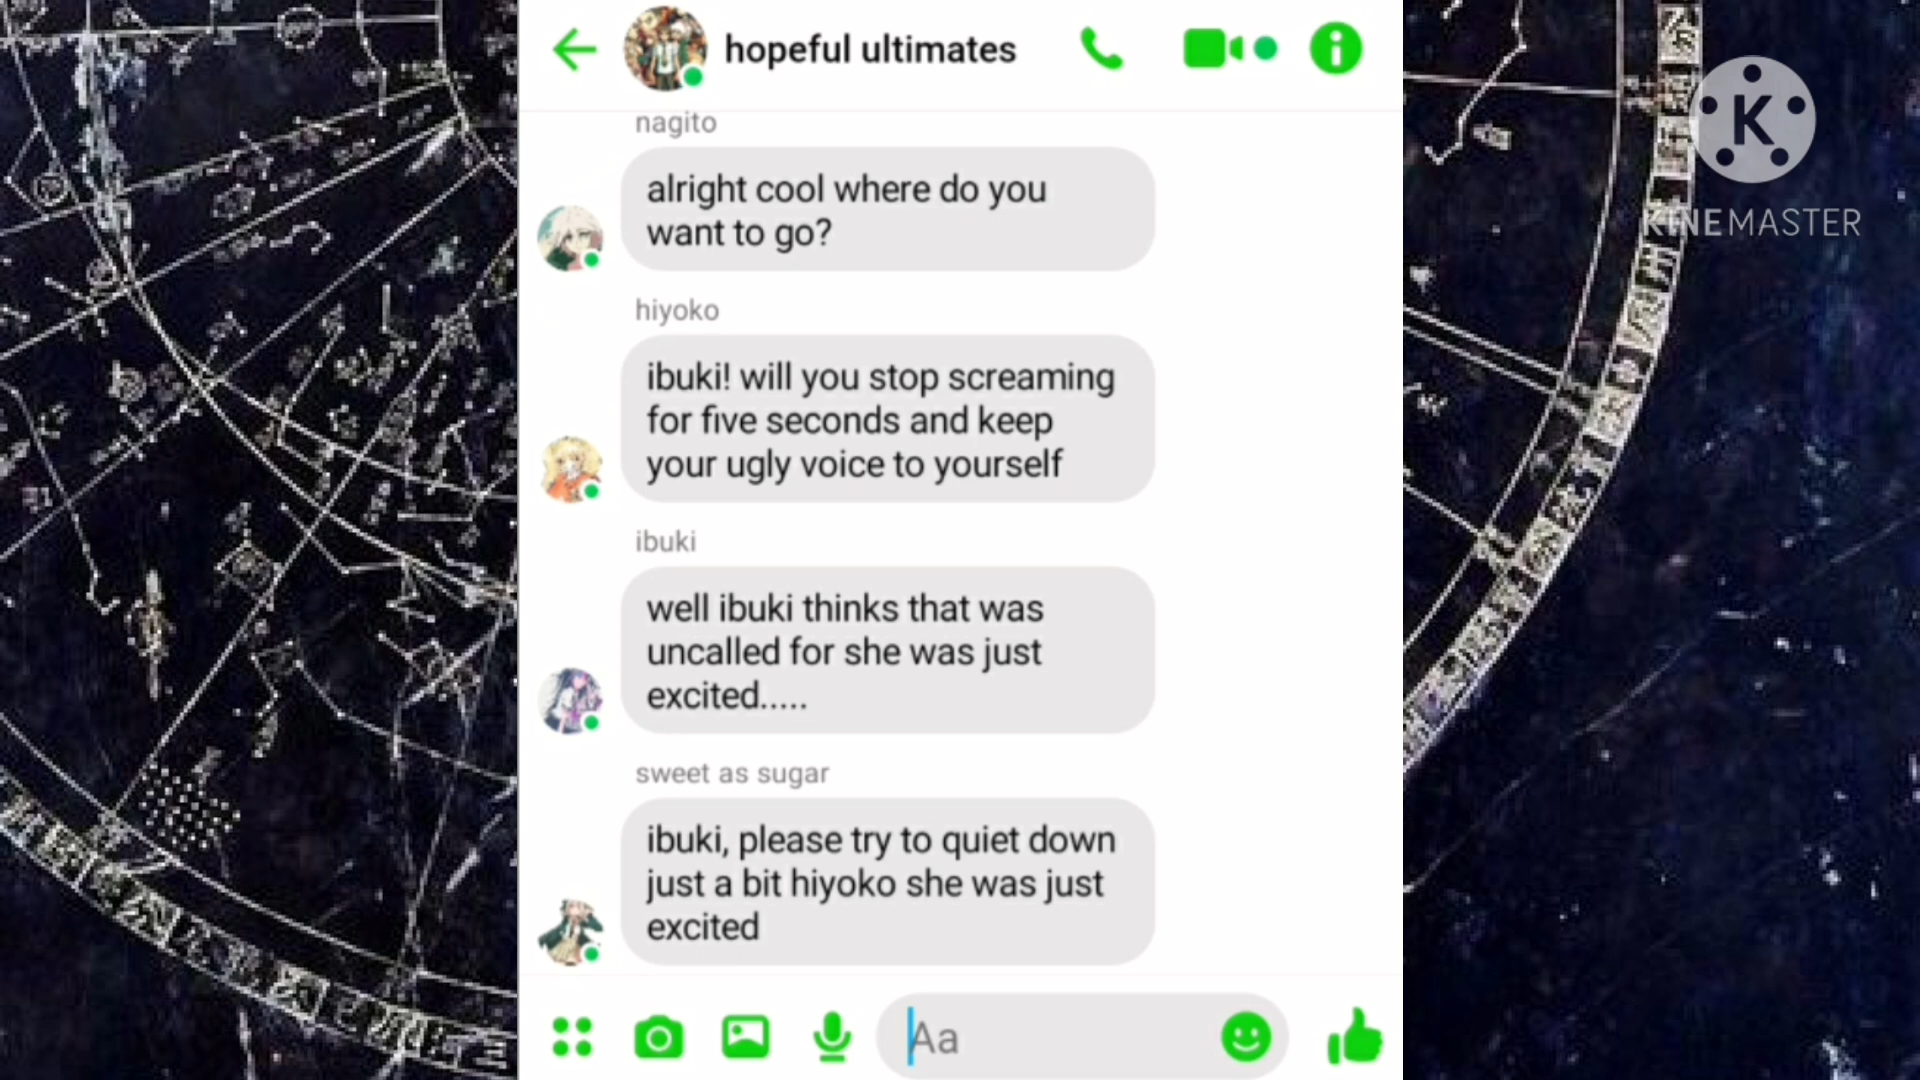 hopeful ultimates
nagito
alright cool where do you
want to go?
hiyoko
ibuki! will you stop screaming
for five seconds and keep
your ugly voice to yourself
ibuki
well ibuki thinks that was
uncalled for she was just
excited.....
sweet as sugar
ibuki, please try to quiet down
just a bit hiyoko she was just
excited
Aa
K
KINEMASTER